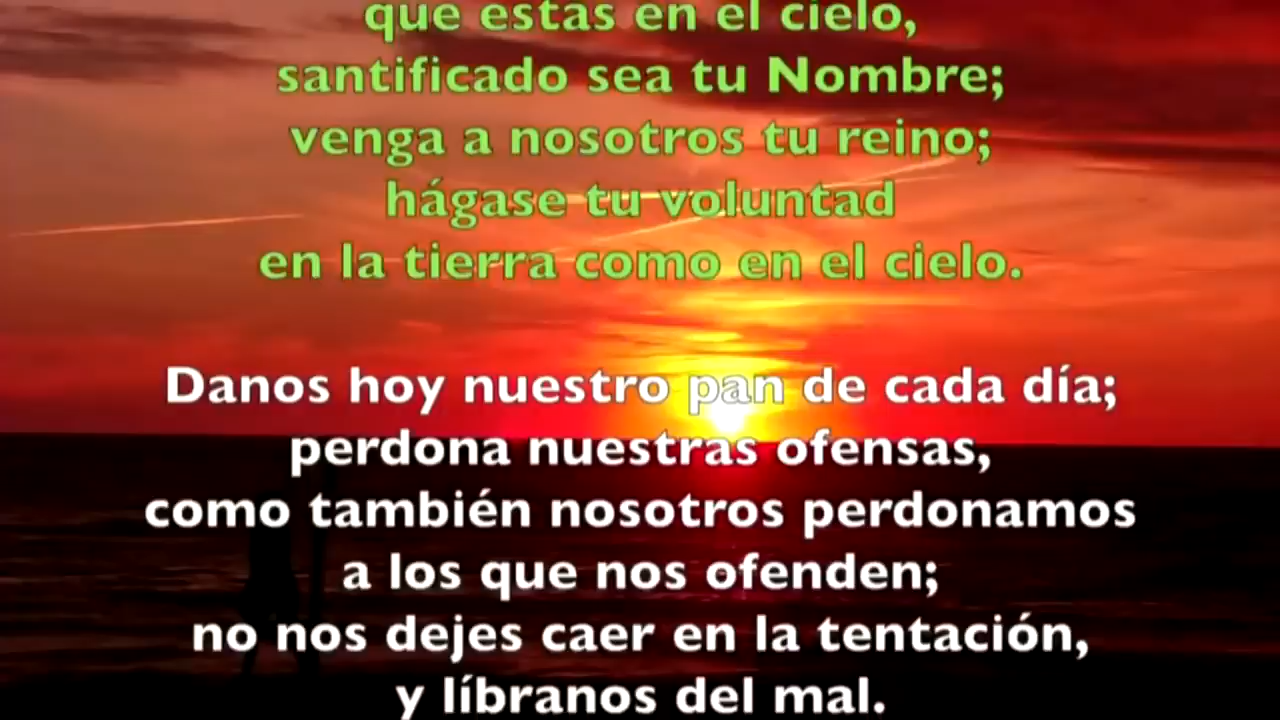 que estás en el cielo,
santificado sea tu Nombre;
venga a nosotros tu reino;
hágase tu voluntad
en la tierra como en el cielo.
Danos hoy nuestro pan de cada día;
perdona nuestras ofensas,
como también nosotros perdonamos
a los que nos ofenden;
no nos dejes caer en la tentación,
y líbranos del mal.